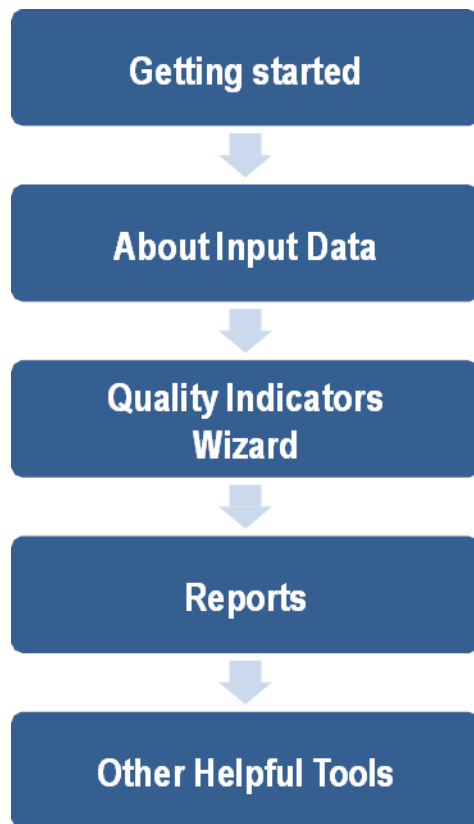 Getting started
About Input Data
Quality Indicators
Wizard
Reports
Other Helpful Tools